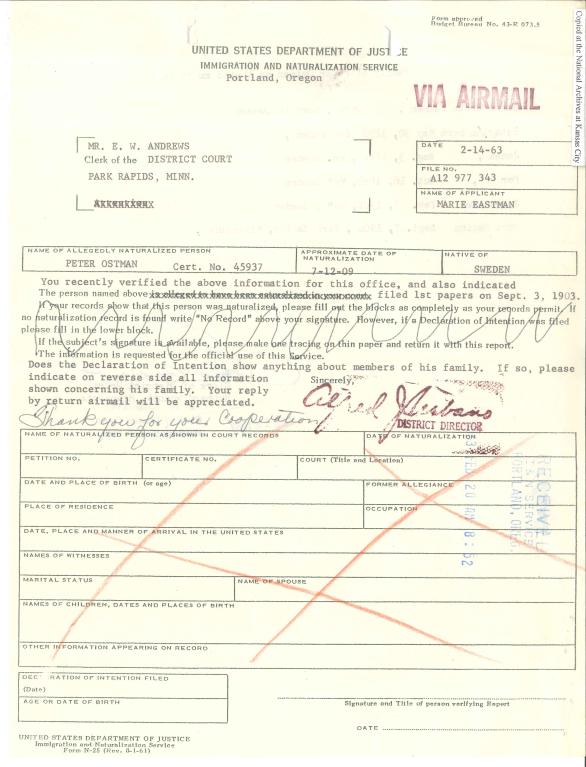 Form approved
Budget Bureau No. 43-R 073.5
UNITED STATES DEPARTMENT OF JUSTICE
IMMIGRATION AND NATURALIZATION SERVICE
Portland, Oregon
VIA AIRMAIL
Copied at the National Archives at Kansas City
MR. E. W. ANDREWS
Clerk of the DISTRICT COURT
PARK RAPIDS, MINN.
DATE
2-14-63
FILE NO.
A12 977 343
NAME OF APPLICANT
MARIE EASTMAN
NAME OF ALLEGEDLY NATURALIZED PERSON
PETER OSTMAN
Cert. No. 45937
APPROXIMATE DATE OF NATURALIZATION
7-12-09
NATIVE OF
SWEDEN
You recently verified the above information for this office, and also indicated
The person named above is alleged to have been naturalized in your court filed 1st papers on Sept. 3, 1903.
If your records show that this person was naturalized, please fill out the blocks as completely as your records permit. If
no naturalization record is found write "No Record" above your signature. However, if a Declaration of Intention was filed
please fill in the lower block.
If the subject's signature is available, please make one tracing on thin paper and return it with this report.
The information is requested for the official use of this Service.
Does the Declaration of Intention show anything about members of his family. If so, please
indicate on reverse side all information
shown concerning his family. Your reply
by return airmail will be appreciated.
Sincerely,
DISTRICT DIRECTOR
Thank you for your cooperation
NAME OF NATURALIZED PERSON AS SHOWN IN COURT RECORDS
DATE OF NATURALIZATION
PETITION NO.
CERTIFICATE NO.
COURT (Title and Location)
DATE AND PLACE OF BIRTH (or age)
FORMER ALLEGIANCE
PLACE OF RESIDENCE
OCCUPATION
DATE, PLACE AND MANNER OF ARRIVAL IN THE UNITED STATES
NAMES OF WITNESSES
MARITAL STATUS
NAME OF SPOUSE
NAMES OF CHILDREN, DATES AND PLACES OF BIRTH
OTHER INFORMATION APPEARING ON RECORD
RECEIVED
I & N SERVICE
PORTLAND, ORE.
FEB 20 AM 8:52
DECLARATION OF INTENTION FILED
(Date)
AGE OR DATE OF BIRTH
Signature and Title of person verifying Report
DATE
UNITED STATES DEPARTMENT OF JUSTICE
Immigration and Naturalization Service
Form N-25 (Rev. 8-1-61)